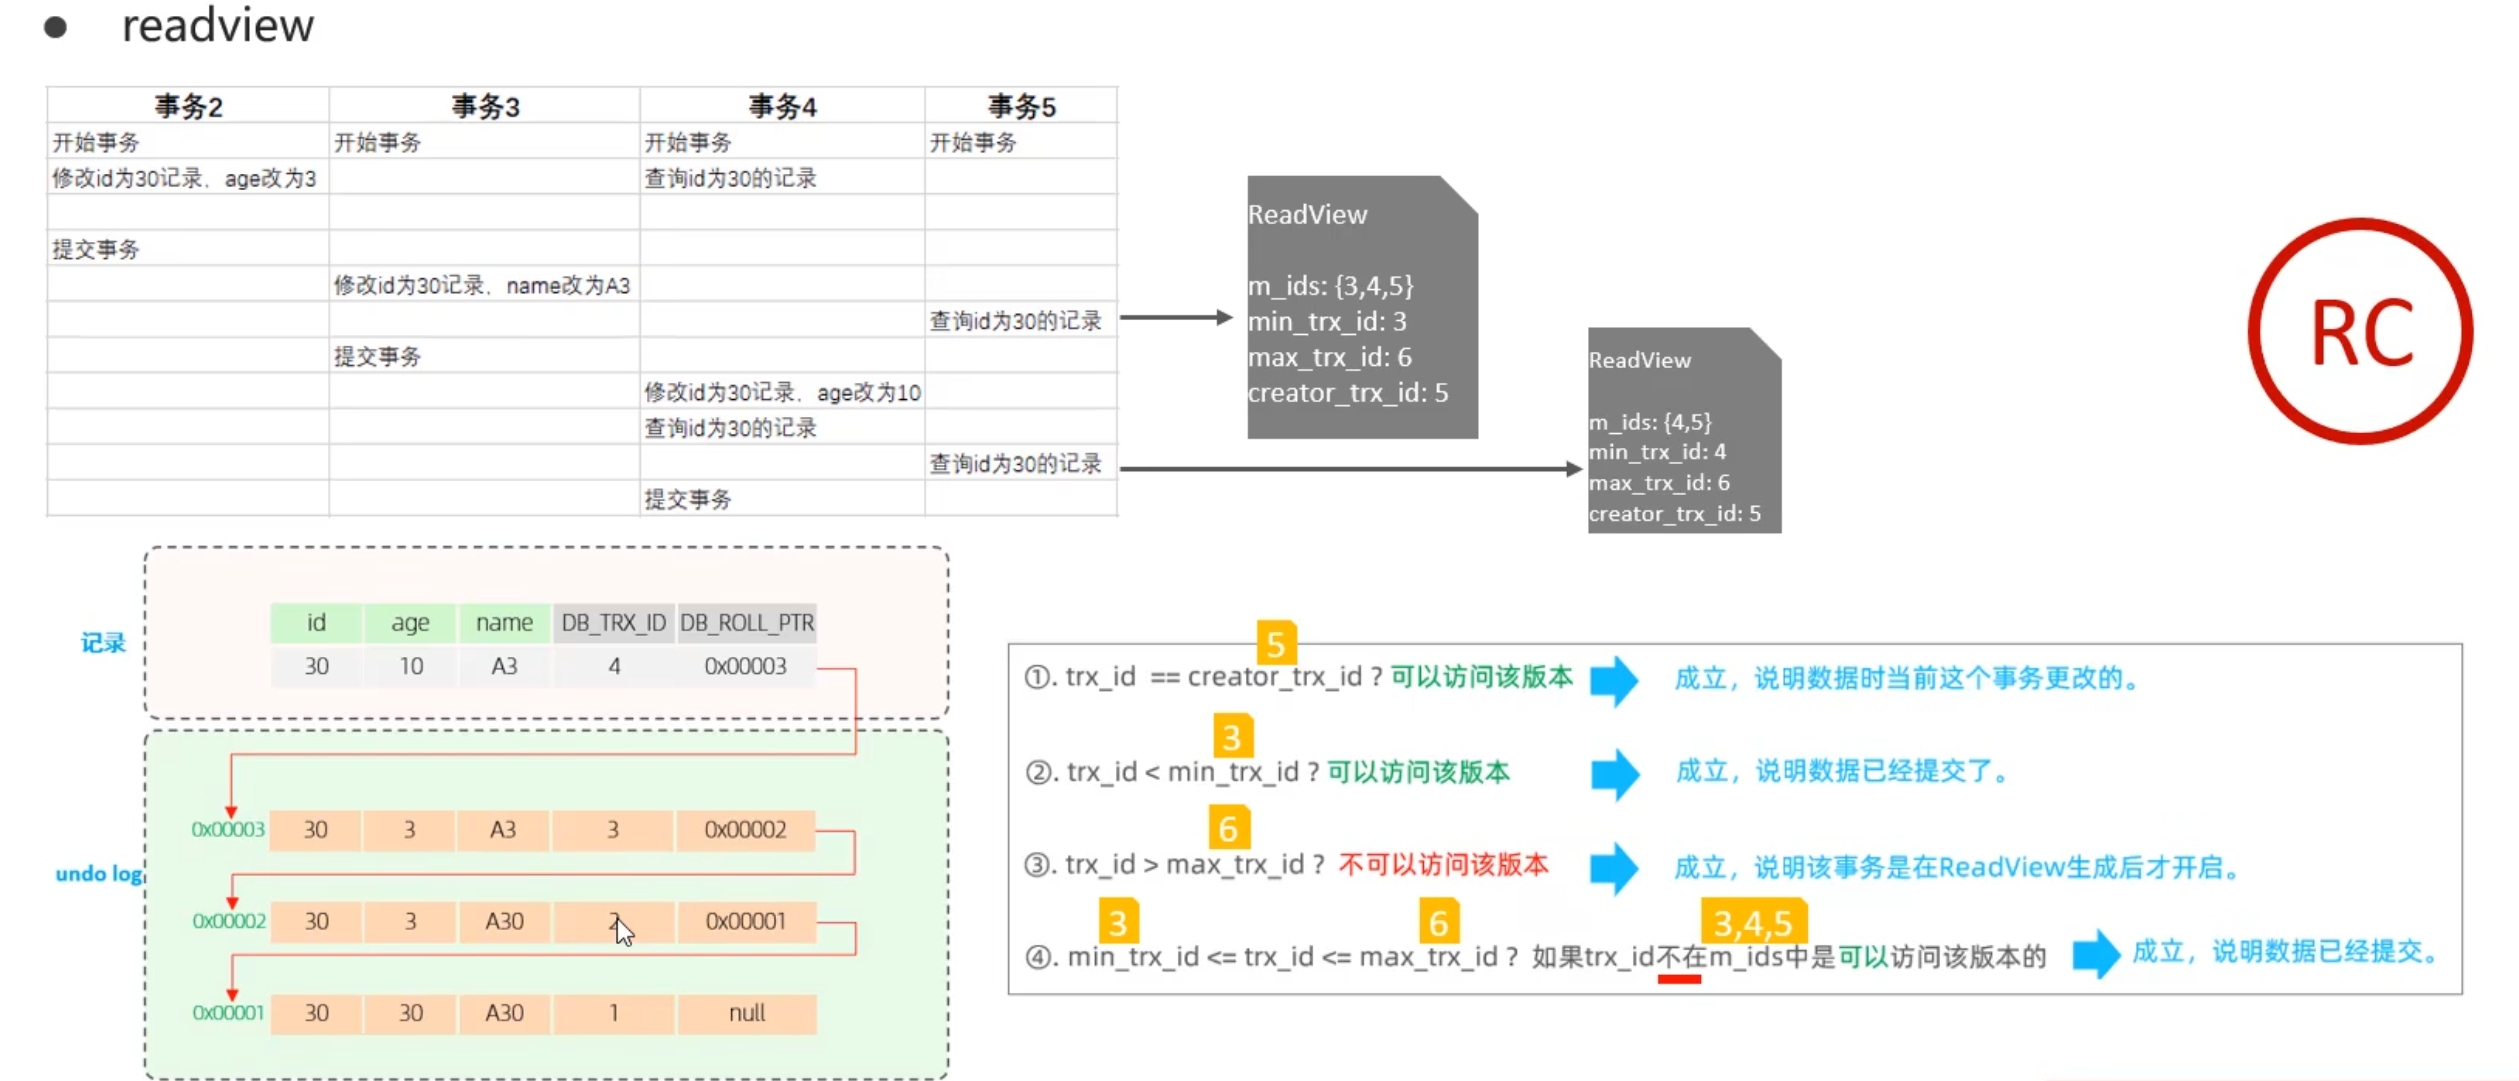 ● readview
事务2 事务3 事务4 事务5
开始事务 开始事务 开始事务 开始事务
修改id为30记录，age改为3 查询id为30的记录
提交事务
修改id为30记录，name改为A3
查询id为30的记录
提交事务
修改id为30记录，age改为10
查询id为30的记录
查询id为30的记录
提交事务
ReadView
m_ids: {3,4,5}
min_trx_id: 3
max_trx_id: 6
creator_trx_id: 5
ReadView
m_ids: {4,5}
min_trx_id: 4
max_trx_id: 6
creator_trx_id: 5
RC
记录
id age name DB_TRX_ID DB_ROLL_PTR
30 10 A3 4 0x00003
undo log
0x00003 30 3 A3 3 0x00002
0x00002 30 3 A30 2 0x00001
0x00001 30 30 A30 1 null
5
①. trx_id == creator_trx_id ? 可以访问该版本 成立，说明数据时当前这个事务更改的。
3
②. trx_id < min_trx_id ? 可以访问该版本 成立，说明数据已经提交了。
6
③. trx_id > max_trx_id ? 不可以访问该版本 成立，说明该事务是在ReadView生成后才开启。
3 6 3,4,5
④. min_trx_id <= trx_id <= max_trx_id ? 如果trx_id不在m_ids中是可以访问该版本的 成立，说明数据已经提交。